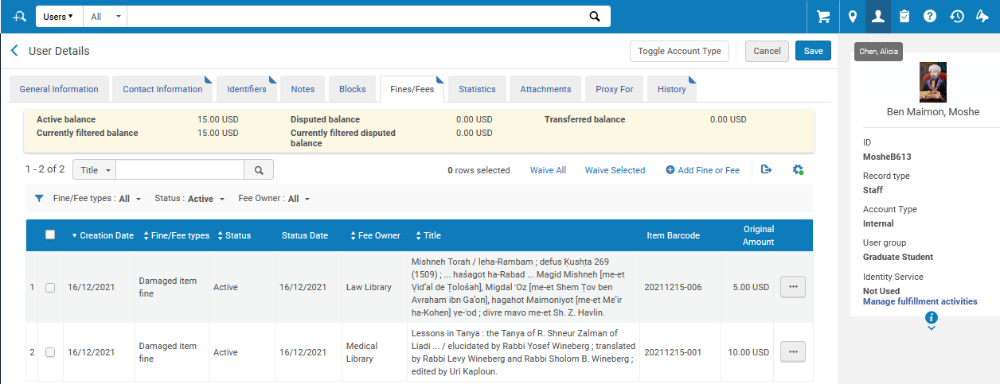 Users All
User Details
Toggle Account Type Cancel Save
General Information Contact Information Identifiers Notes Blocks Fines/Fees Statistics Attachments Proxy For History
Active balance 15.00 USD Disputed balance 0.00 USD Transferred balance 0.00 USD
Currently filtered balance 15.00 USD Currently filtered disputed balance 0.00 USD
1 - 2 of 2 Title 0 rows selected Waive All Waive Selected Add Fine or Fee
Fine/Fee types : All Status : Active Fee Owner : All
Creation Date Fine/Fee types Status Status Date Fee Owner Title Item Barcode Original Amount
1 16/12/2021 Damaged item fine Active 16/12/2021 Law Library
Mishneh Torah / leha-Rambam ; defus Ḳushṭa 269
(1509) ; ... haśagot ha-Rabad ... Magid Mishneh [me-et
Ṿid’al de Ṭolośah], Migdal ʻOz [me-et Shem Ṭov ben
Avraham ibn Ga’on], hagahot Maimoniyot [me-et Me’ir
ha-Kohen] ṿe-ʻod ; divre mavo me-et Sh. Z. Havlin.
20211215-006 5.00 USD ...
2 16/12/2021 Damaged item fine Active 16/12/2021 Medical Library
Lessons in Tanya : the Tanya of R. Shneur Zalman of
Liadi ... / elucidated by Rabbi Yosef Wineberg ; translated
by Rabbi Levy Wineberg and Rabbi Sholom B. Wineberg ;
edited by Uri Kaploun.
20211215-001 10.00 USD ...
Chen, Alicia
Ben Maimon, Moshe
ID
MosheB613
Record type
Staff
Account Type
Internal
User group
Graduate Student
Identity Service
Not Used
Manage fulfillment activities